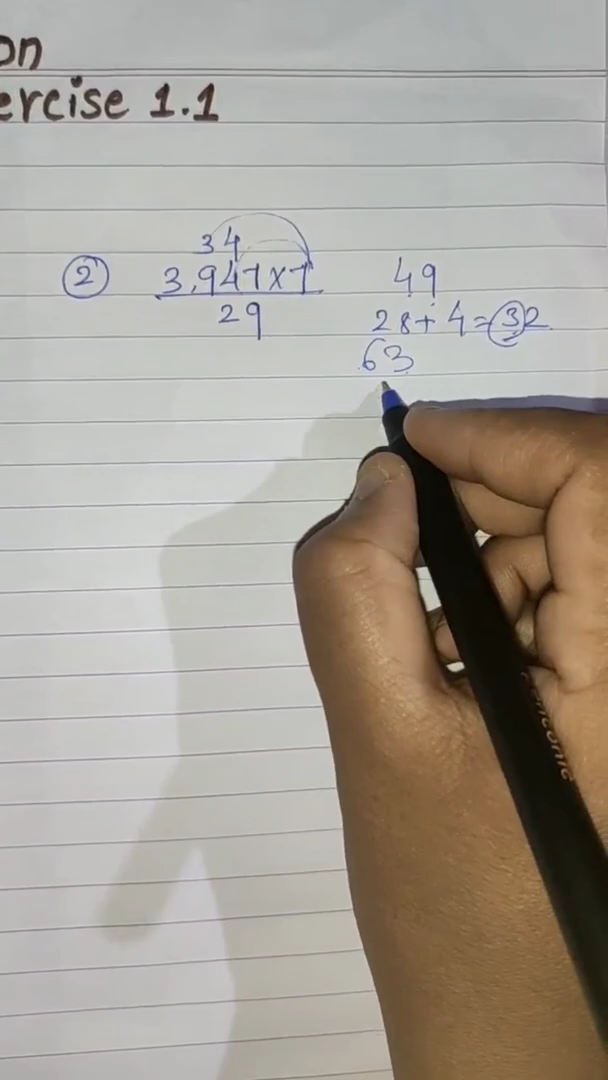 on
ercise 1.1
34
② 3,947×7 49
29 28+4=32
63